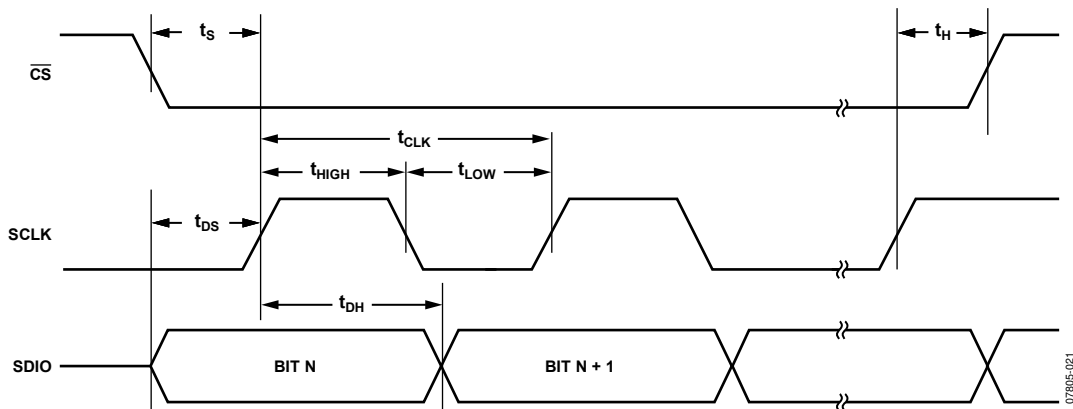 tS
tH
CS
tCLK
tHIGH
tLOW
tDS
SCLK
tDH
SDIO
BIT N
BIT N + 1
07805-021